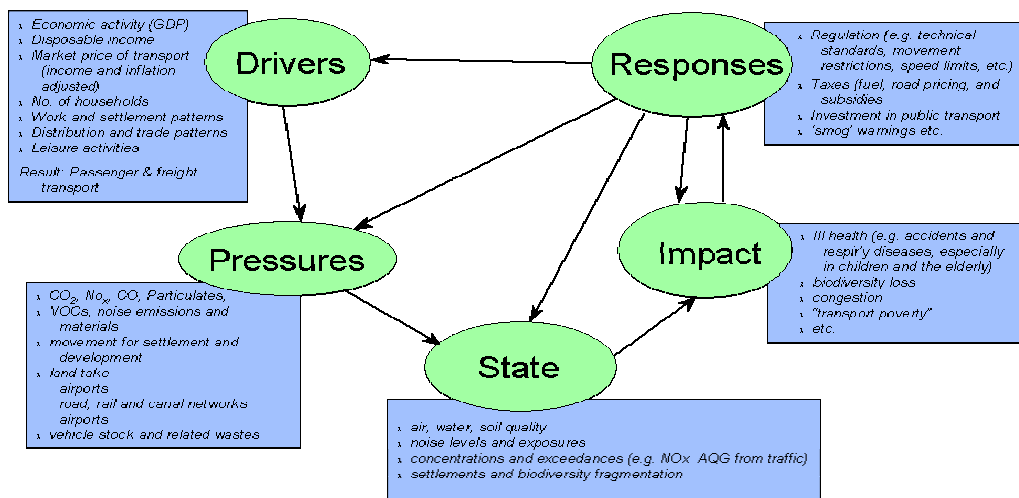 Economic activity (GDP)
Disposable income
Market price of transport
(income and inflation
adjusted)
No. of households
Work and settlement patterns
Distribution and trade patterns
Leisure activities
Result: Passenger & freight
transport
Drivers
Responses
Regulation (e.g. technical
standards, movement
restrictions, speed limits, etc.)
Taxes (fuel, road pricing, and
subsidies
Investment in public transport
'smog' warnings etc.
Pressures
CO2, Nox, CO, Particulates,
VOCs, noise emissions and
materials
movement for settlement and
development
land take
airports
road, rail and canal networks
airports
vehicle stock and related wastes
Impact
Ill health (e.g. accidents and
respir'y diseases, especially
in children and the elderly)
biodiversity loss
congestion
"transport poverty"
etc.
State
air, water, soil quality
noise levels and exposures
concentrations and exceedances (e.g. NOx AQG from traffic)
settlements and biodiversity fragmentation